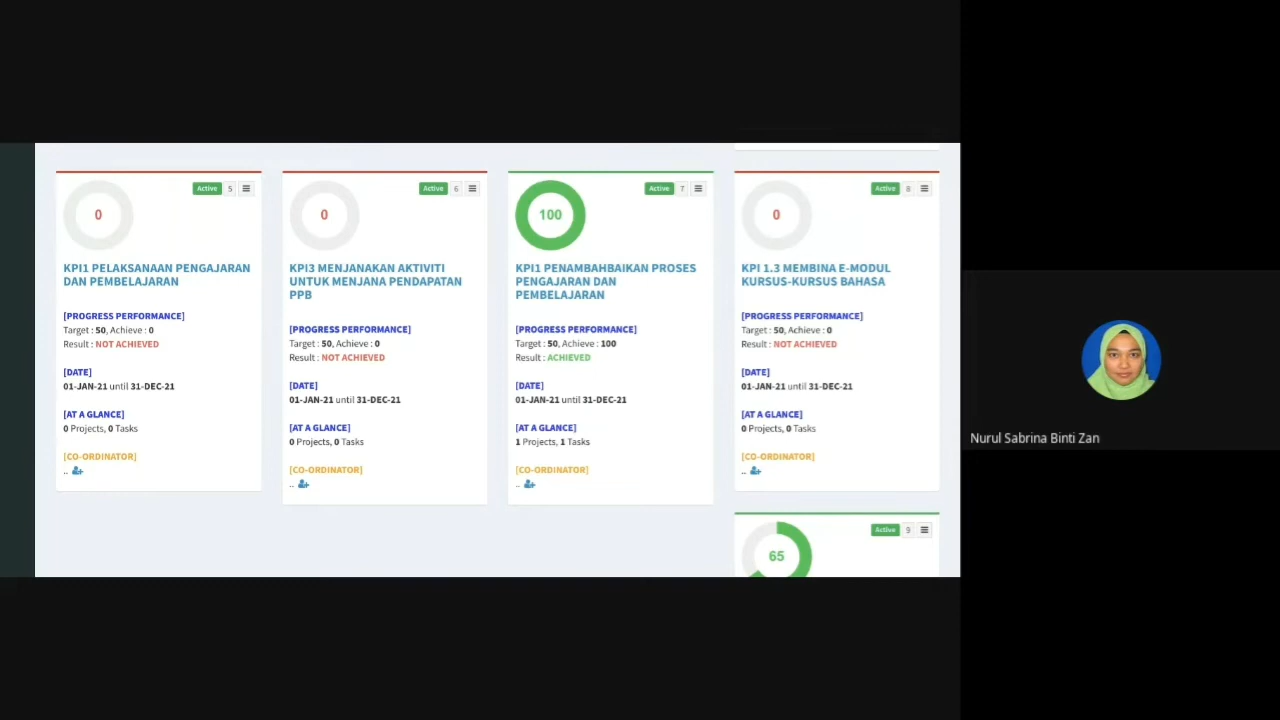 Active 5
0
KPI1 PELAKSANAAN PENGAJARAN
DAN PEMBELAJARAN
[PROGRESS PERFORMANCE]
Target : 50, Achieve : 0
Result : NOT ACHIEVED
[DATE]
01-JAN-21 until 31-DEC-21
[AT A GLANCE]
0 Projects, 0 Tasks
[CO-ORDINATOR]
..
Active 6
0
KPI3 MENJANAKAN AKTIVITI
UNTUK MENJANA PENDAPATAN
PPB
[PROGRESS PERFORMANCE]
Target : 50, Achieve : 0
Result : NOT ACHIEVED
[DATE]
01-JAN-21 until 31-DEC-21
[AT A GLANCE]
0 Projects, 0 Tasks
[CO-ORDINATOR]
..
Active 7
100
KPI1 PENAMBAHBAIKAN PROSES
PENGAJARAN DAN
PEMBELAJARAN
[PROGRESS PERFORMANCE]
Target : 50, Achieve : 100
Result : ACHIEVED
[DATE]
01-JAN-21 until 31-DEC-21
[AT A GLANCE]
1 Projects, 1 Tasks
[CO-ORDINATOR]
..
Active 8
0
KPI 1.3 MEMBINA E-MODUL
KURSUS-KURSUS BAHASA
[PROGRESS PERFORMANCE]
Target : 50, Achieve : 0
Result : NOT ACHIEVED
[DATE]
01-JAN-21 until 31-DEC-21
[AT A GLANCE]
0 Projects, 0 Tasks
[CO-ORDINATOR]
..
Active 9
65
Nurul Sabrina Binti Zan